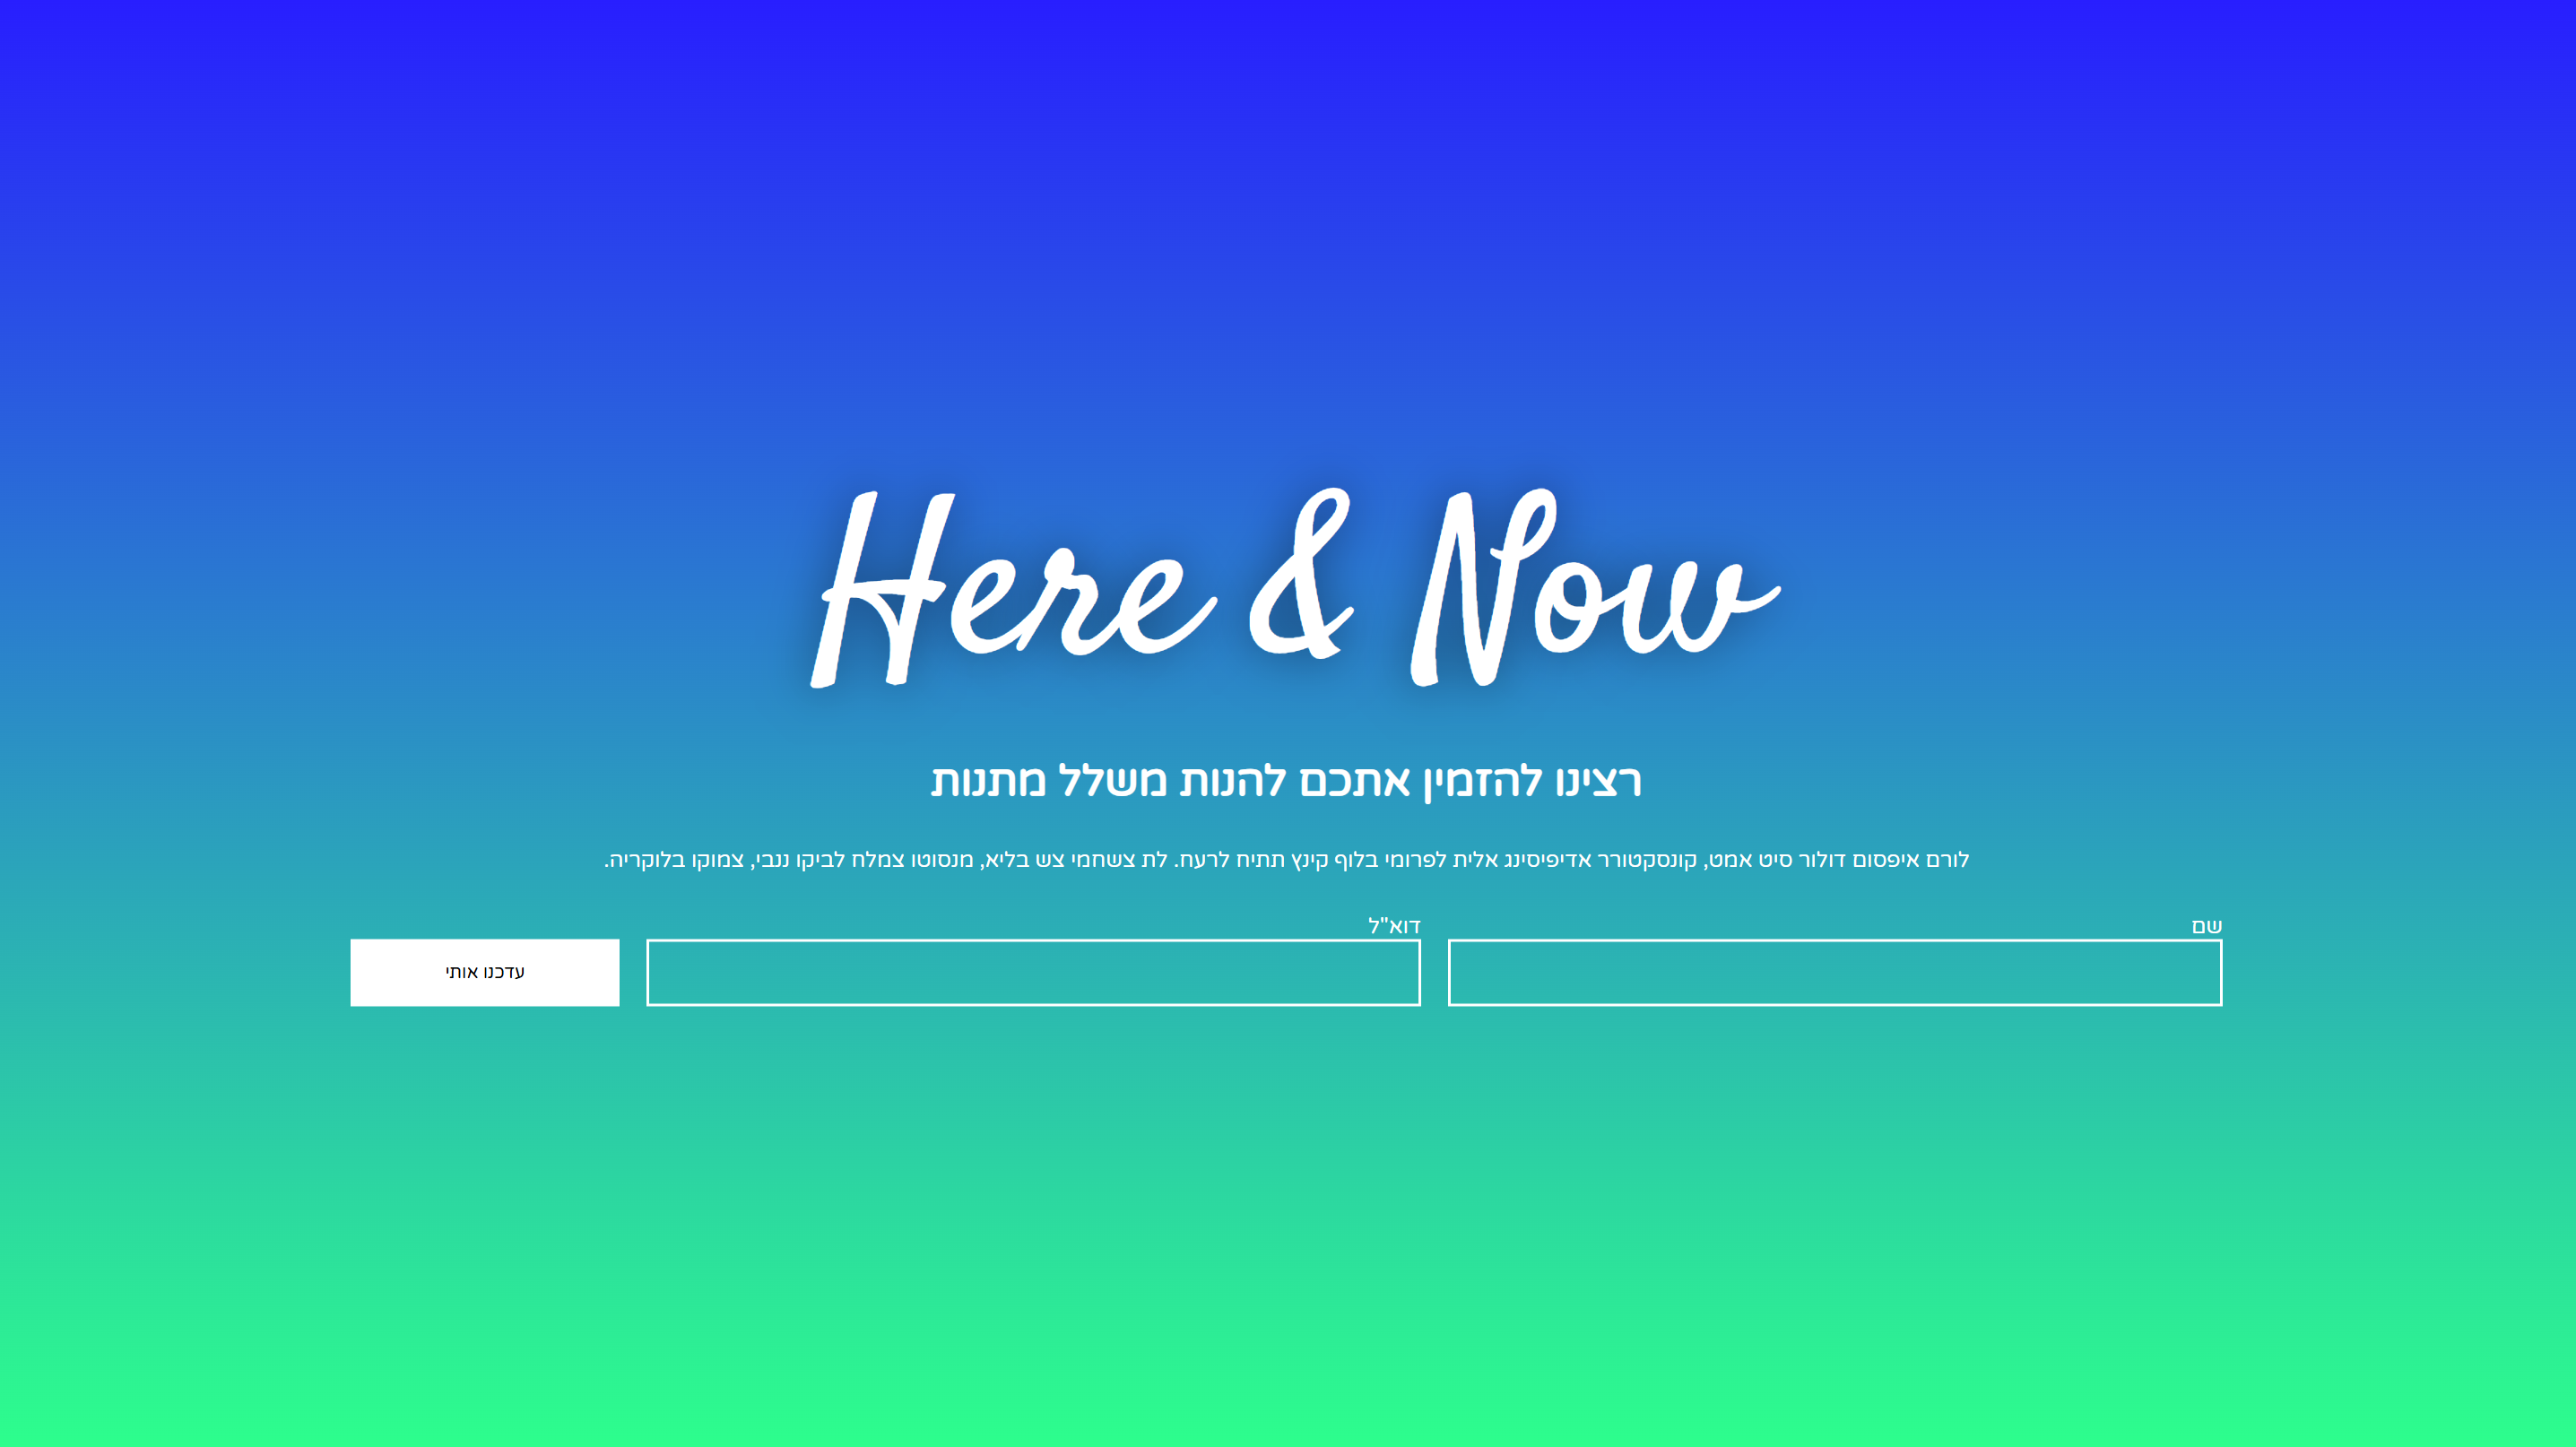 Here & Now
רצינו להזמין אתכם להנות משלל מתנות
לורם איפסום דולור סיט אמט, קונסקטורר אדיפיסינג אלית לפרומי בלוף קינץ תתיח לרעח. לת צשחמי צש בליא, מנסוטו צמלח לביקו ננבי, צמוקו בלוקריה.
שם
דוא"ל
עדכנו אותי